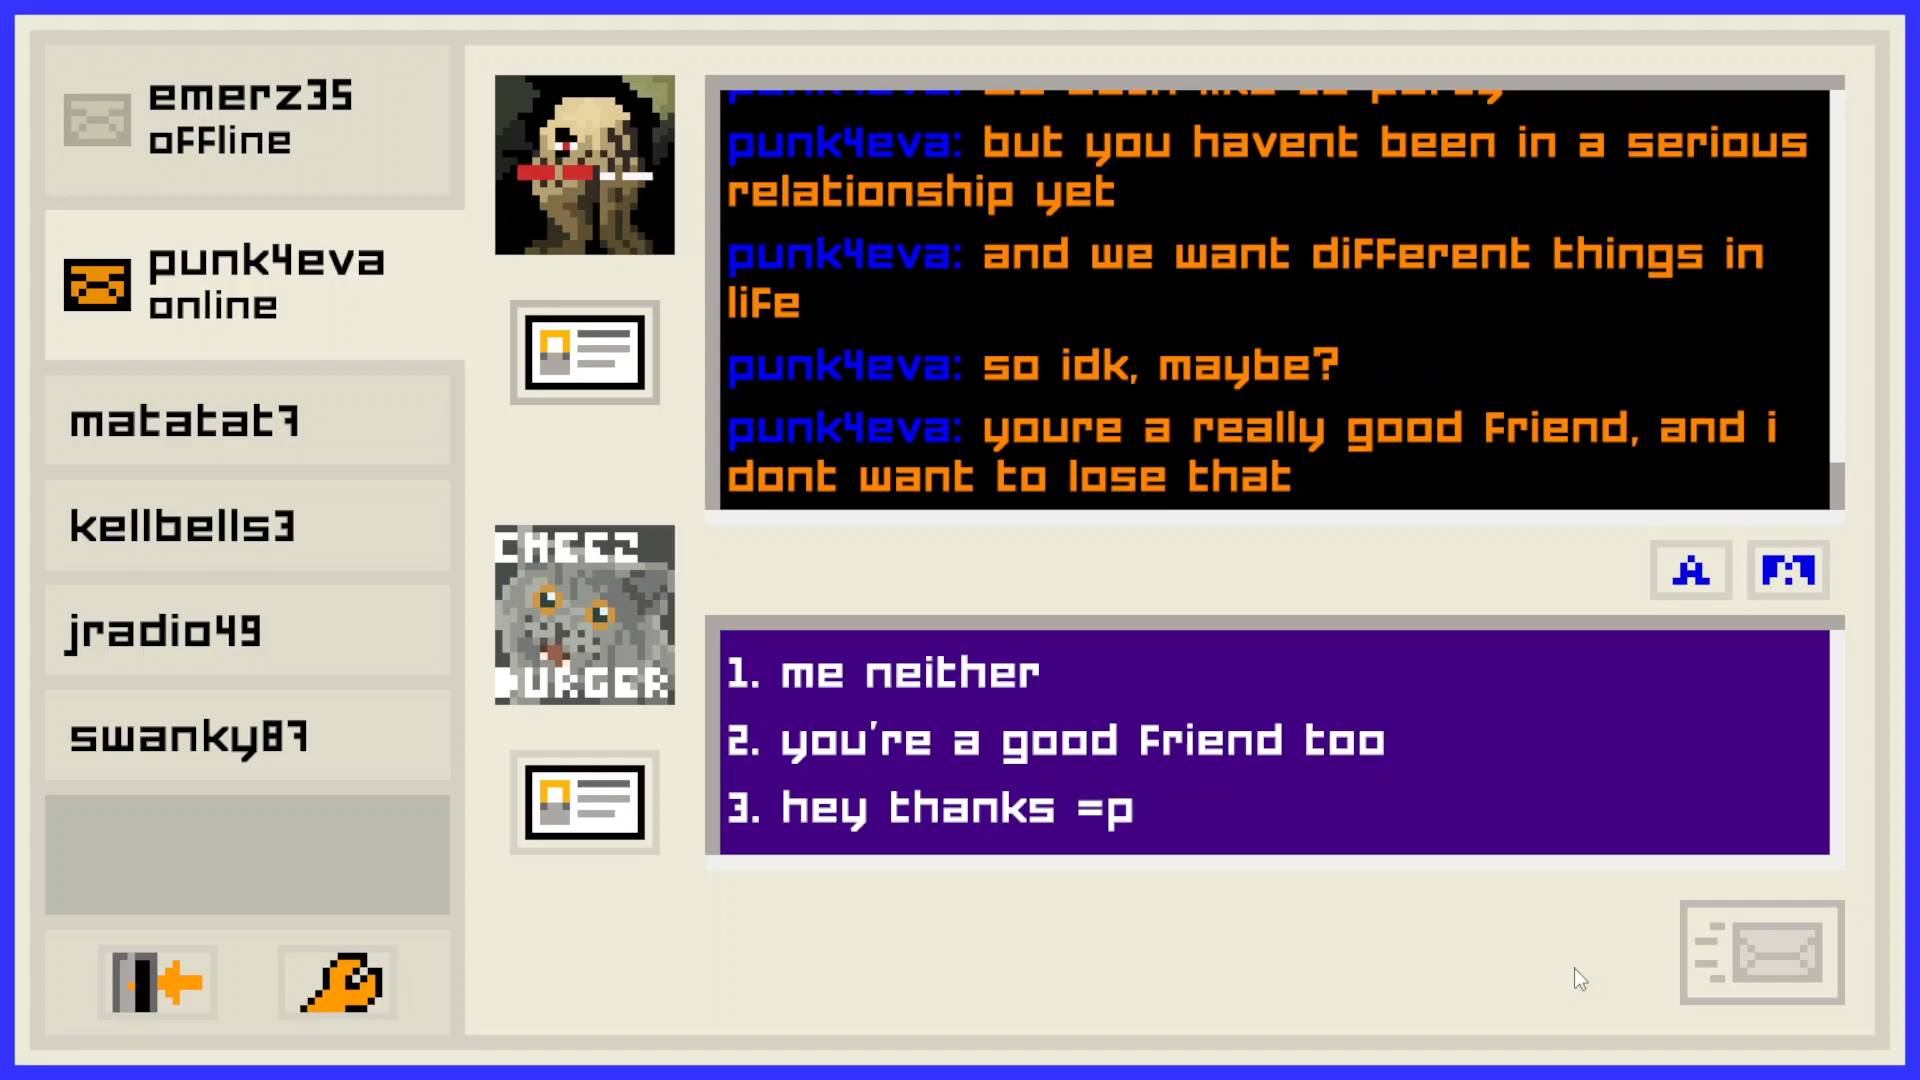 emerz35
offline
punk4eva
online
matatat7
kellbells3
jradio49
swanky87
punk4eva: but you havent been in a serious
relationship yet
punk4eva: and we want different things in
life
punk4eva: so idk, maybe?
punk4eva: youre a really good friend, and i
dont want to lose that
CHEEZ
BURGER
A
1. me neither
2. you're a good friend too
3. hey thanks =p